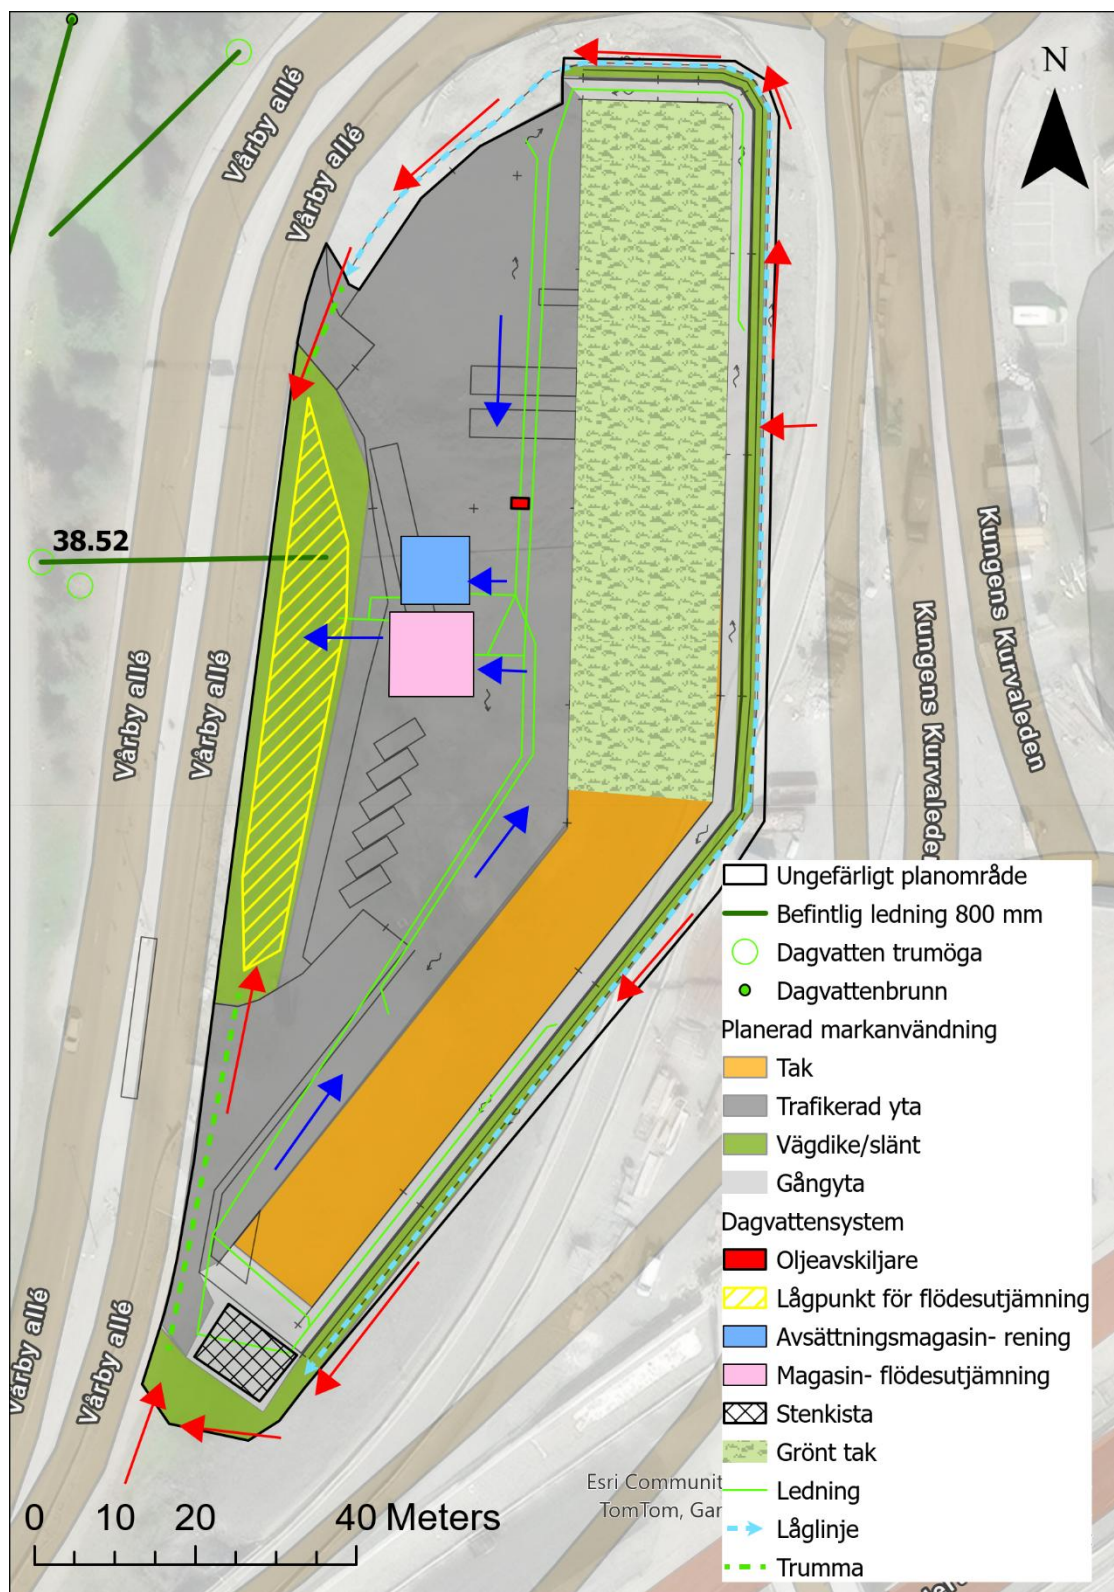 Vårby allé
Vårby allé
N
38.52
Vårby allé
Vårby allé
Kungens Kurvaleden
Kungens Kurvaleden
Vårby allé
Vårby allé
Ungefärligt planområde
Befintlig ledning 800 mm
Dagvatten trumöga
Dagvattenbrunn
Planerad markanvändning
Tak
Trafikerad yta
Vägdike/slänt
Gångyta
Dagvattensystem
Oljeavskiljare
Lågpunkt för flödesutjämning
Avsättningsmagasin- rening
Magasin- flödesutjämning
Stenkista
Grönt tak
Ledning
Låglinje
Trumma
Esri Communit
TomTom, Gar
0 10 20 40 Meters